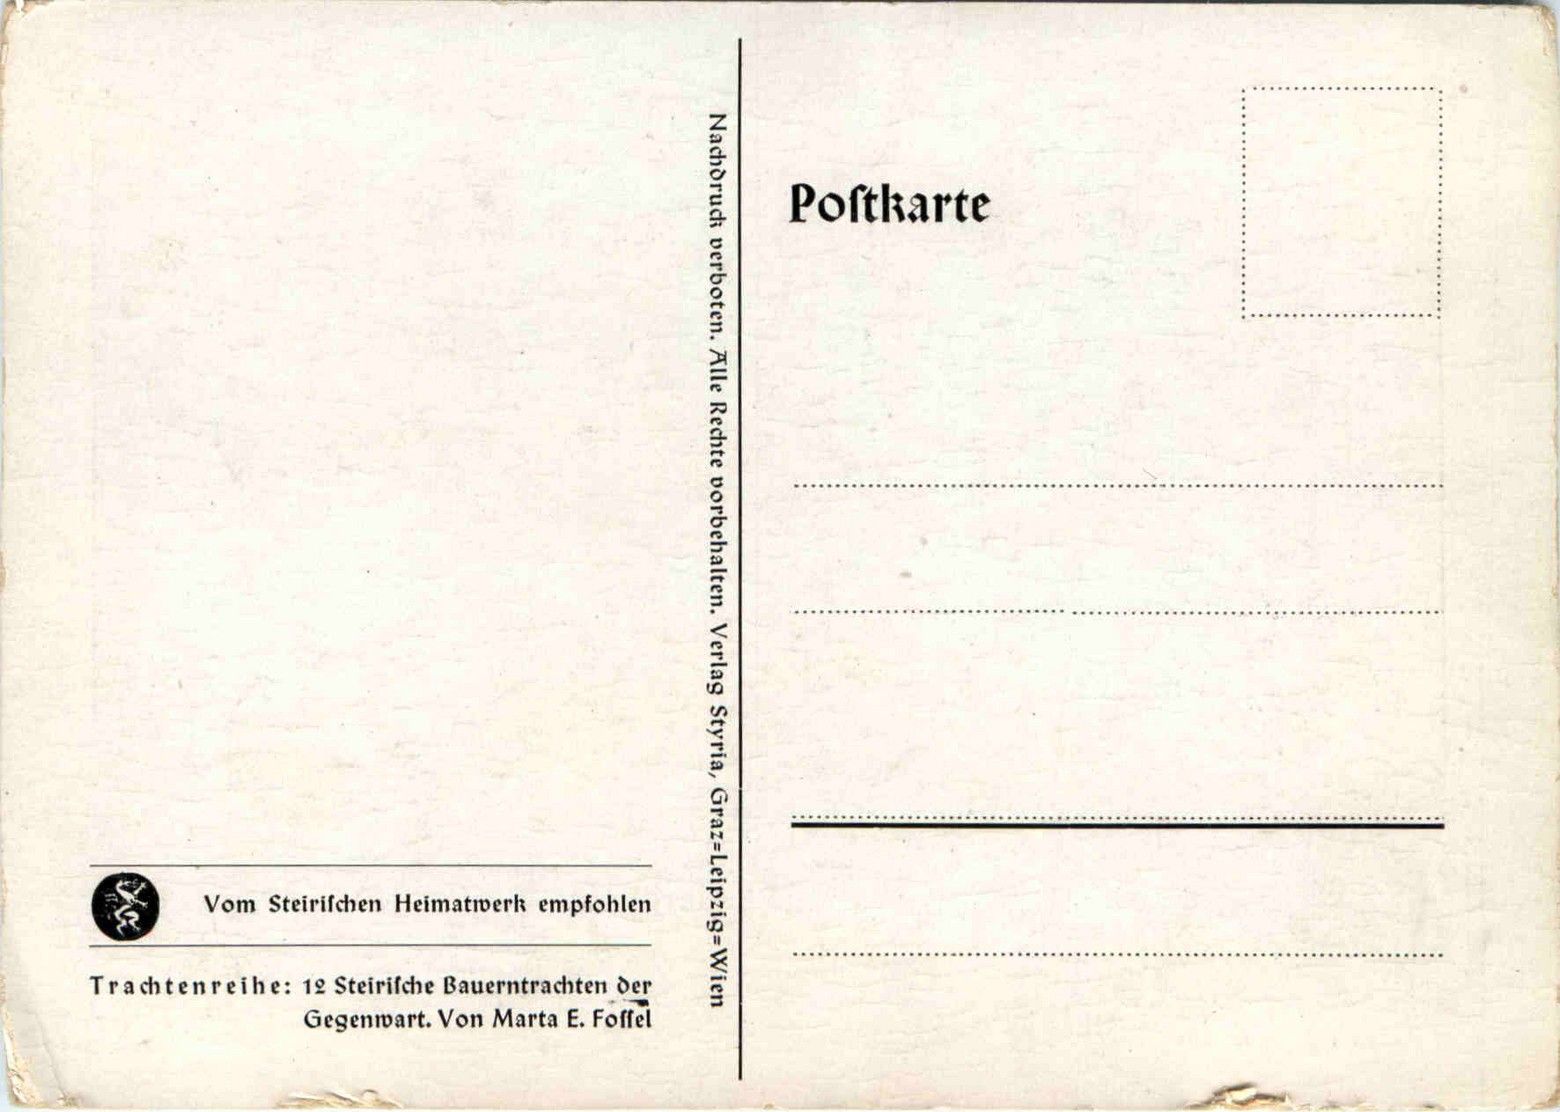 Nachdruck verboten. Alle Rechte vorbehalten. Verlag Styria, Graz=Leipzig=Wien
Poſtkarte
Vom Steiriſchen Heimatwerk empfohlen
Trachtenreihe: 12 Steiriſche Bauerntrachten der
Gegenwart. Von Marta E. Foſſel